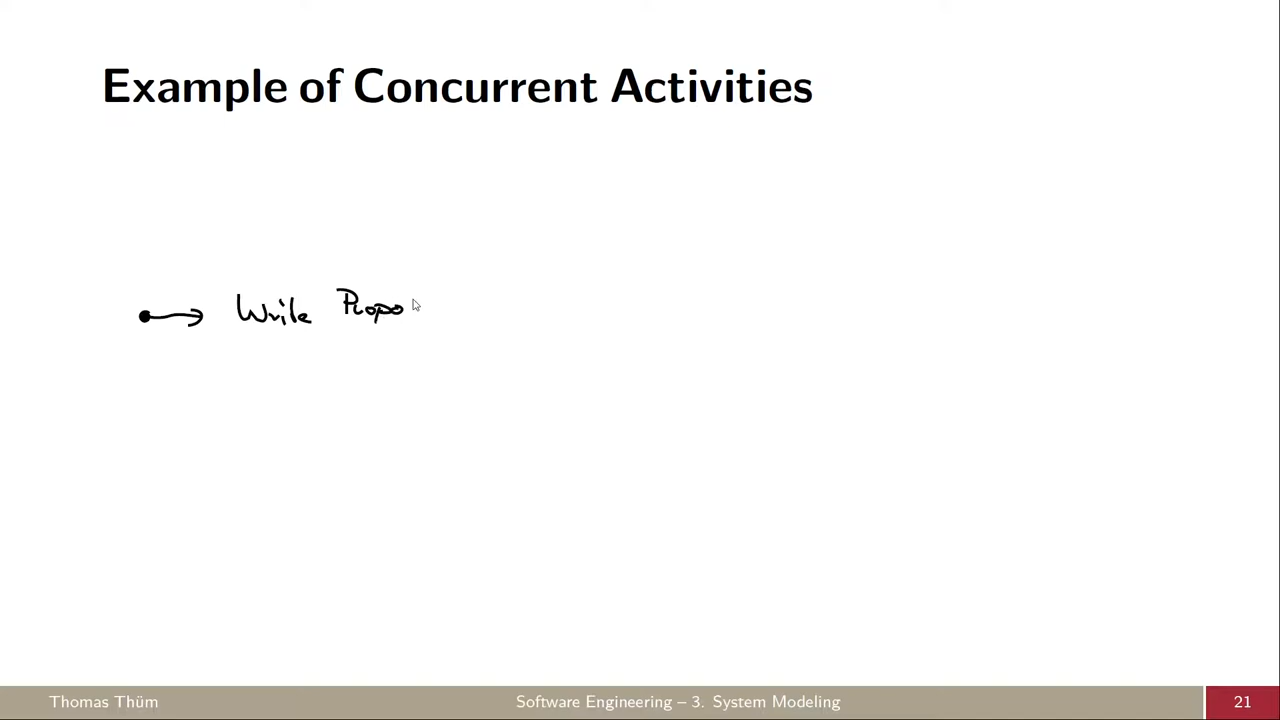 Example of Concurrent Activities
Write Propo
Thomas Thüm
Software Engineering – 3. System Modeling
21